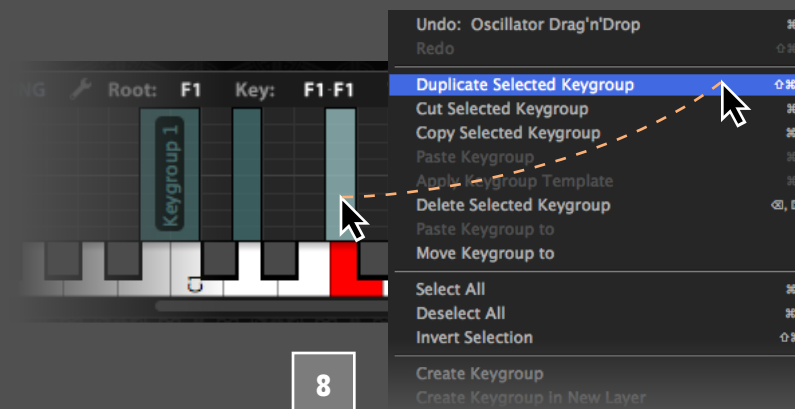 NG Root: F1 Key: F1-F1
Keygroup 1
C1
8
Undo: Oscillator Drag'n'Drop ⌘
Redo ⇧⌘
Duplicate Selected Keygroup ⇧⌘
Cut Selected Keygroup ⌘
Copy Selected Keygroup ⌘
Paste Keygroup ⌘
Apply Keygroup Template ⌘
Delete Selected Keygroup ⌫,
Paste Keygroup to
Move Keygroup to
Select All ⌘
Deselect All ⌘
Invert Selection ⇧⌘
Create Keygroup
Create Keygroup in New Layer